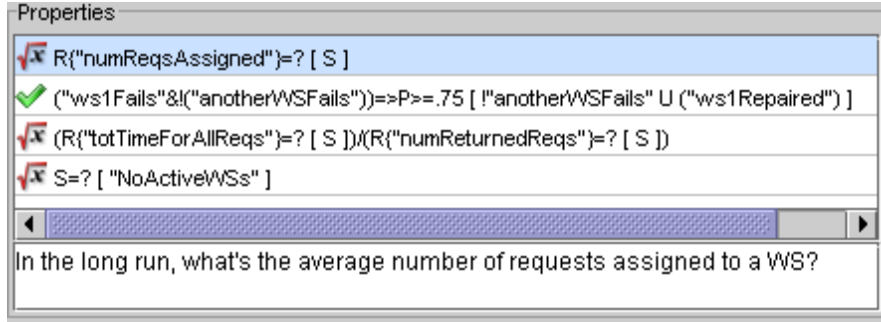 Properties
R{"numReqsAssigned"}=? [ S ]
("ws1Fails"&!("anotherWSFails"))=>P>=.75 [ !"anotherWSFails" U ("ws1Repaired") ]
(R{"totTimeForAllReqs"}=? [ S ])/(R{"numReturnedReqs"}=? [ S ])
S=? [ "NoActiveWSs" ]
In the long run, what's the average number of requests assigned to a WS?